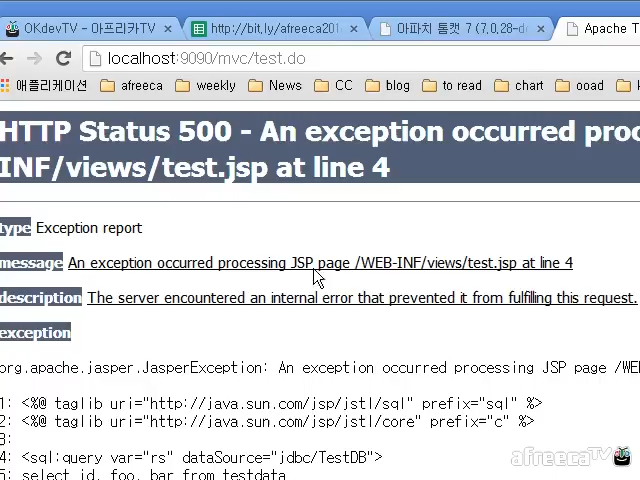 OKdevTV - 아프리카TV
http://bit.ly/afreeca201
아파치 톰캣 7 (7,0,28-de
Apache T
localhost:9090/mvc/test.do
애플리케이션 afreeca weekly News CC blog to read chart ooad
HTTP Status 500 - An exception occurred proc
INF/views/test.jsp at line 4
type Exception report
message An exception occurred processing JSP page /WEB-INF/views/test.jsp at line 4
description The server encountered an internal error that prevented it from fulfilling this request.
exception
org.apache.jasper.JasperException: An exception occurred processing JSP page /WE
1: <%@ taglib uri="http://java.sun.com/jsp/jstl/sql" prefix="sql" %>
2: <%@ taglib uri="http://java.sun.com/jsp/jstl/core" prefix="c" %>
3:
4: <sql:query var="rs" dataSource="jdbc/TestDB">
5: select id, foo, bar from testdata
afreecaTV